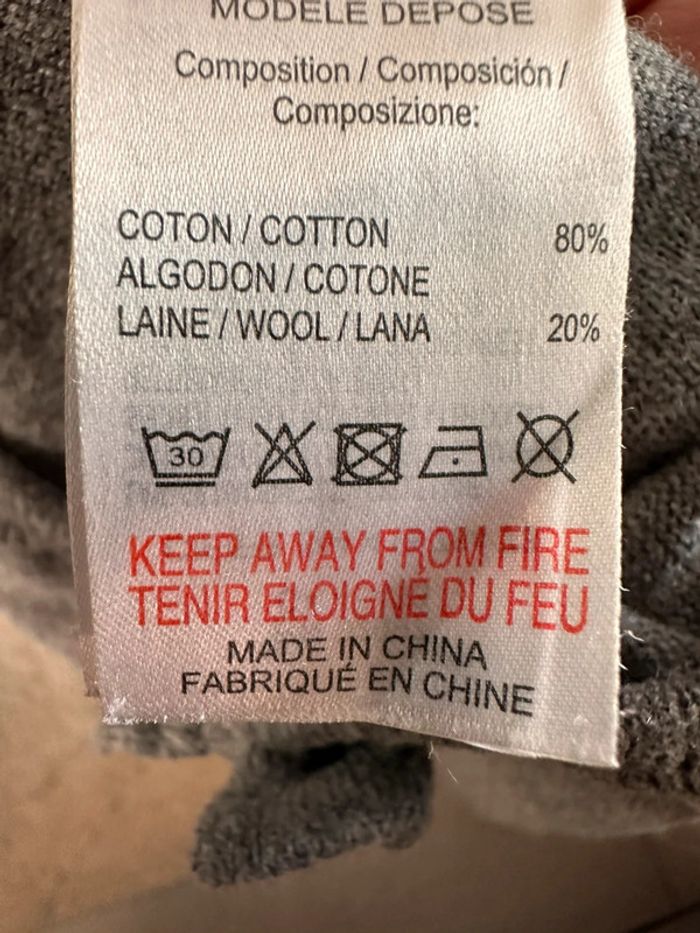 MODELE DEPOSE
Composition / Composición /
Composizione:
COTON / COTTON 80%
ALGODON / COTONE
LAINE / WOOL / LANA 20%
30
KEEP AWAY FROM FIRE
TENIR ELOIGNÉ DU FEU
MADE IN CHINA
FABRIQUÉ EN CHINE